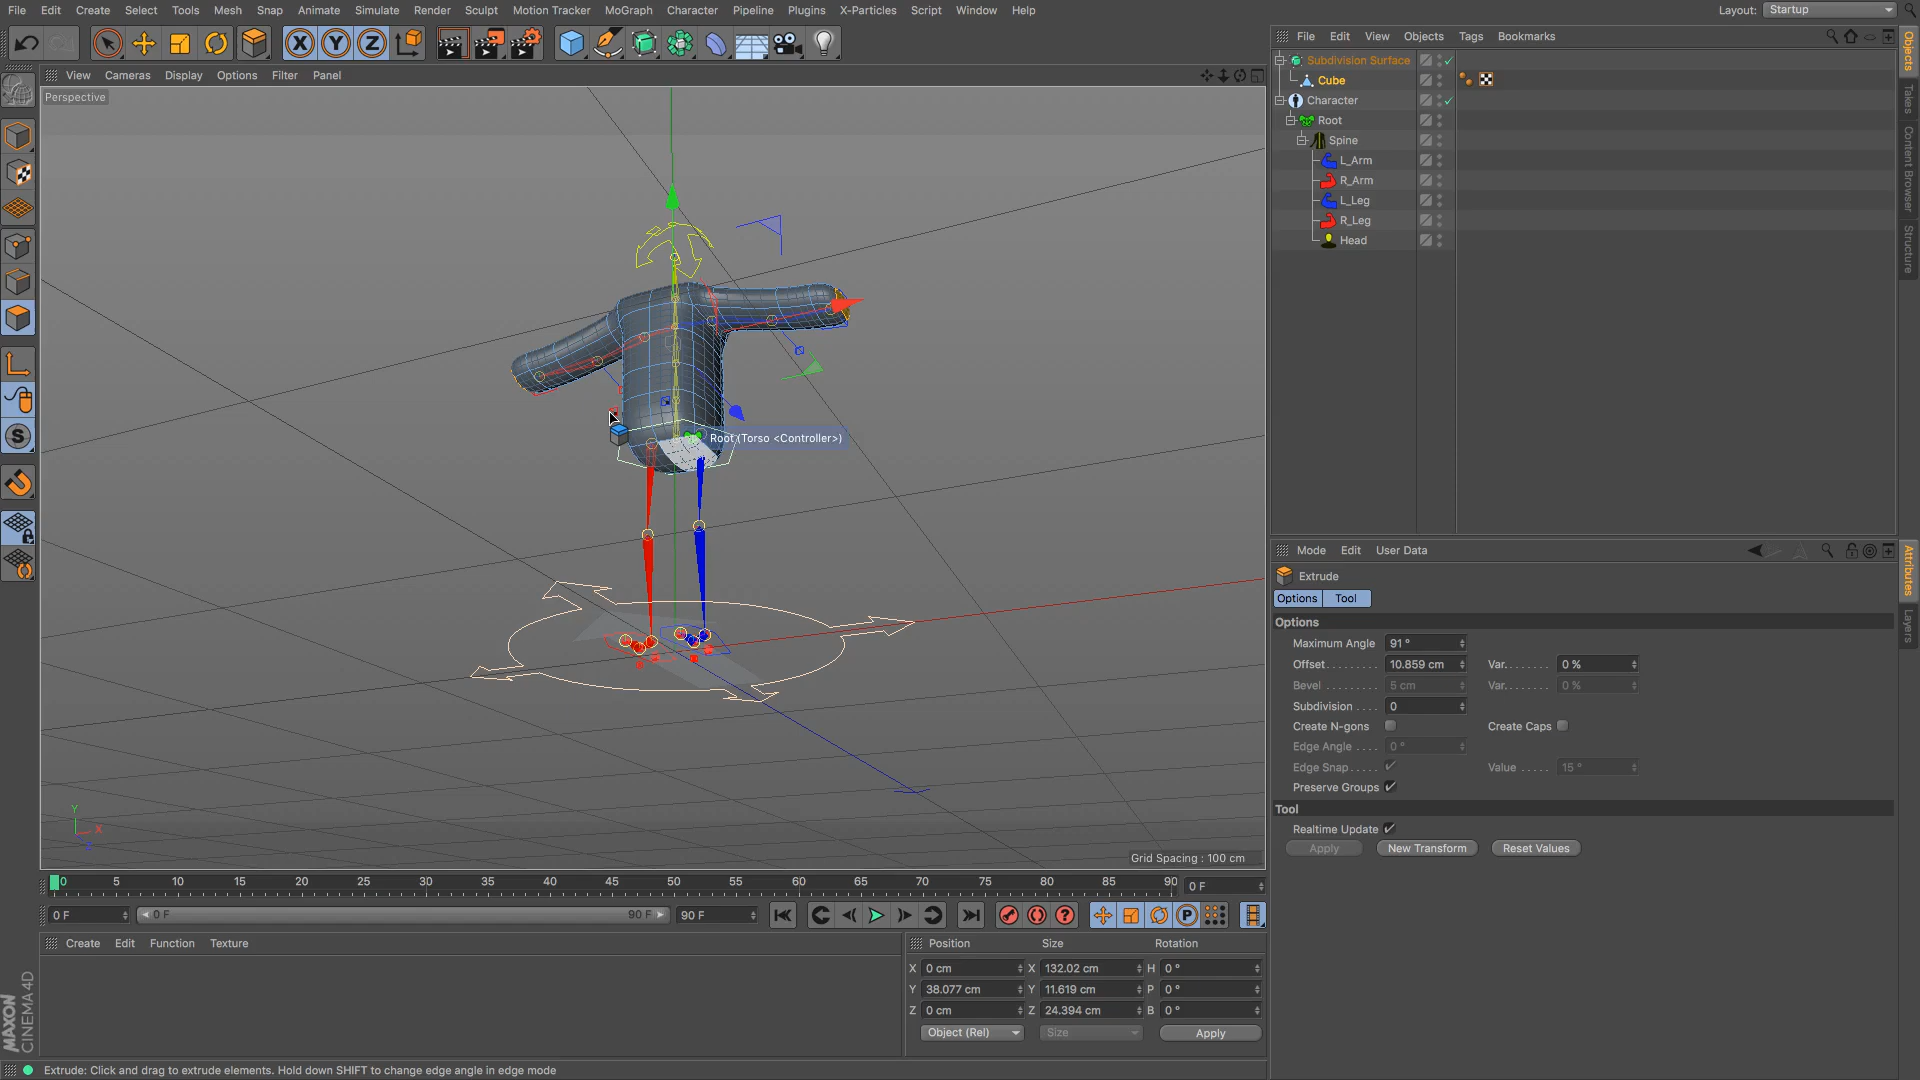 File Edit Create Select Tools Mesh Snap Animate Simulate Render Sculpt Motion Tracker MoGraph Character Pipeline Plugins X-Particles Script Window Help Layout: Startup
File Edit View Objects Tags Bookmarks
Subdivision Surface
Cube
Character
Root
Spine
L_Arm
R_Arm
L_Leg
R_Leg
Head
Objects
Takes
Content Browser
Structure
View Cameras Display Options Filter Panel
Perspective
X Y Z
Root (Torso <Controller>)
Y
X
Z
Grid Spacing : 100 cm
Mode Edit User Data
Extrude
Options Tool
Options
Maximum Angle 91 °
Offset........ 10.859 cm Var....... 0 %
Bevel ........ 5 cm Var....... 0 %
Subdivision .... 0
Create N-gons Create Caps
Edge Angle .... 0 °
Edge Snap..... Value ..... 15 °
Preserve Groups
Tool
Realtime Update
Apply New Transform Reset Values
Attributes
Layers
0 5 10 15 20 25 30 35 40 45 50 55 60 65 70 75 80 85 90 0 F
0 F 0 F 90 F 90 F
Create Edit Function Texture
Position Size Rotation
X 0 cm X 132.02 cm H 0 °
Y 38.077 cm Y 11.619 cm P 0 °
Z 0 cm Z 24.394 cm B 0 °
Object (Rel) Size Apply
MAXON
CINEMA 4D
Extrude: Click and drag to extrude elements. Hold down SHIFT to change edge angle in edge mode